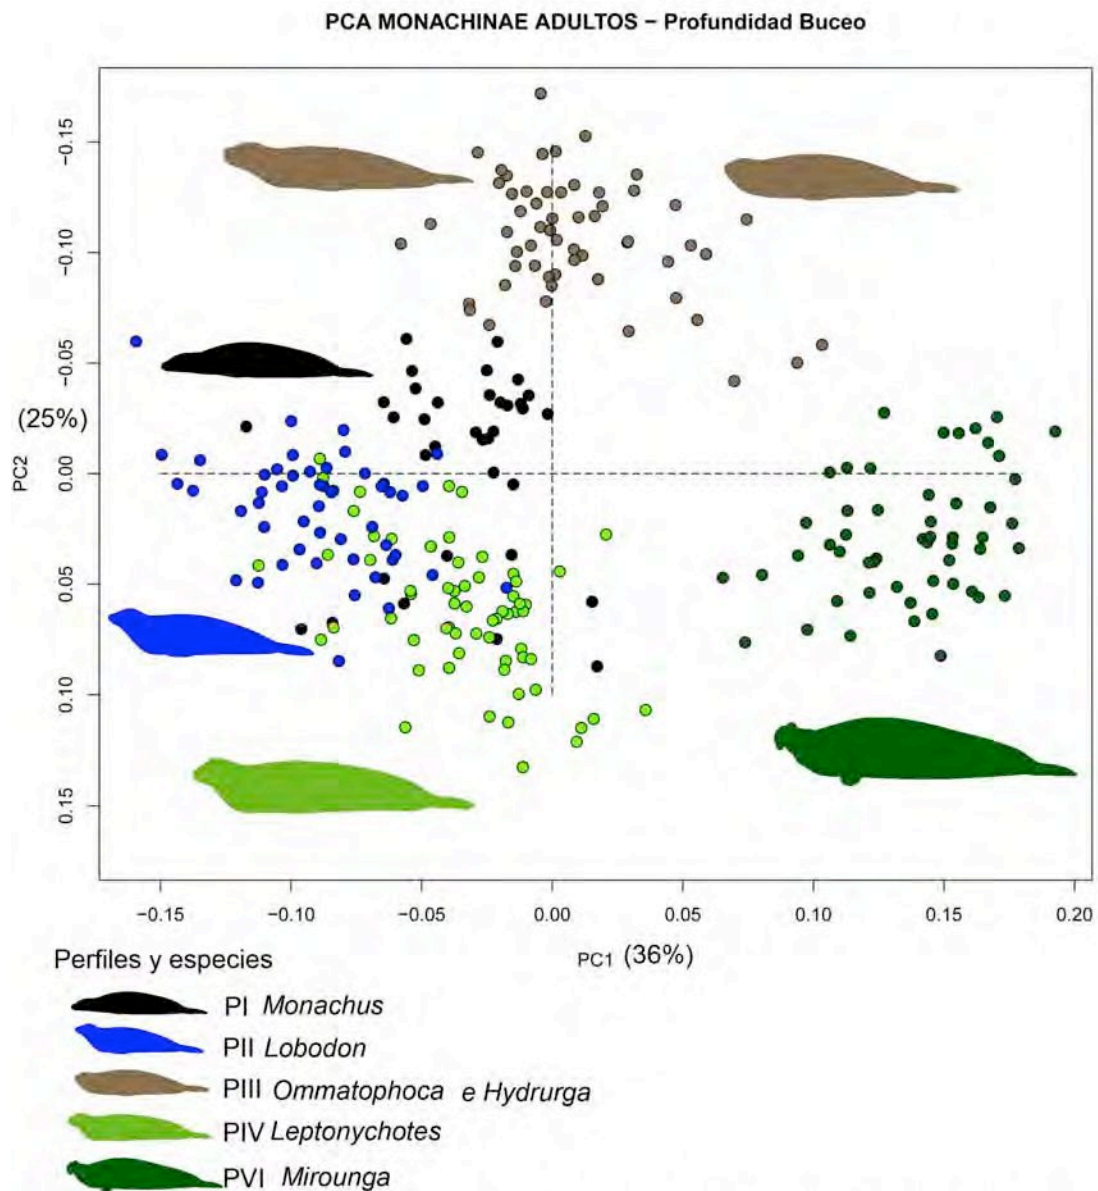 PCA MONACHINAE ADULTOS − Profundidad Buceo
−0.15
−0.10
−0.05
(25%)
PC2
0.00
0.05
0.10
0.15
−0.15 −0.10 −0.05 0.00 0.05 0.10 0.15 0.20
PC1 (36%)
Perfiles y especies
PI Monachus
PII Lobodon
PIII Ommatophoca e Hydrurga
PIV Leptonychotes
PVI Mirounga